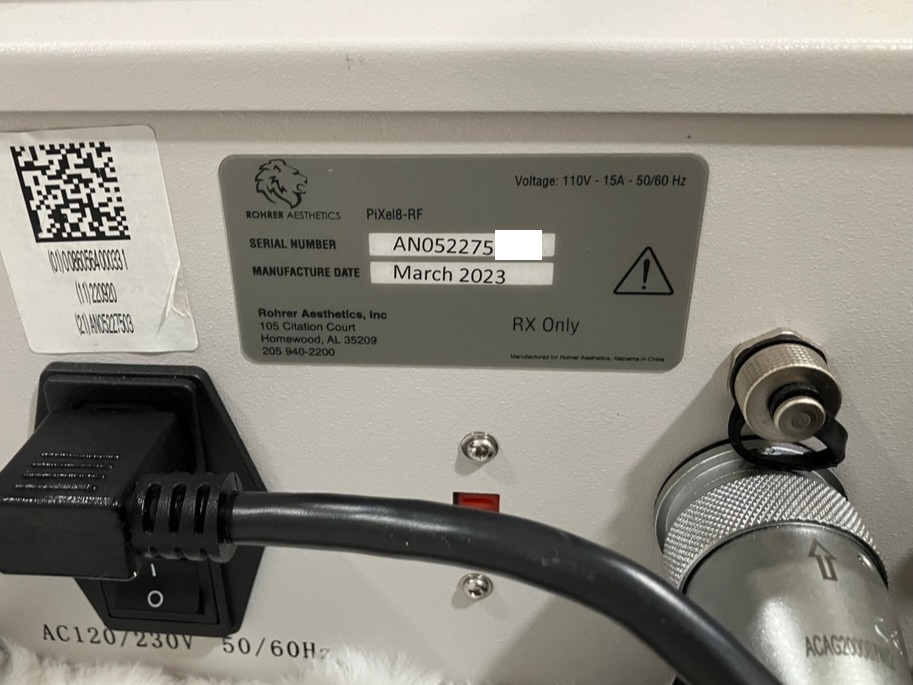 (01)00860564000331
(11)220920
(21)AN05227503
ROHRER AESTHETICS
PiXel8-RF
Voltage: 110V - 15A - 50/60 Hz
SERIAL NUMBER AN052275
MANUFACTURE DATE March 2023
Rohrer Aesthetics, Inc
105 Citation Court
Homewood, AL 35209
205 940-2200
RX Only
Manufactured for Rohrer Aesthetics, Alabama in China
AC120/230V 50/60Hz